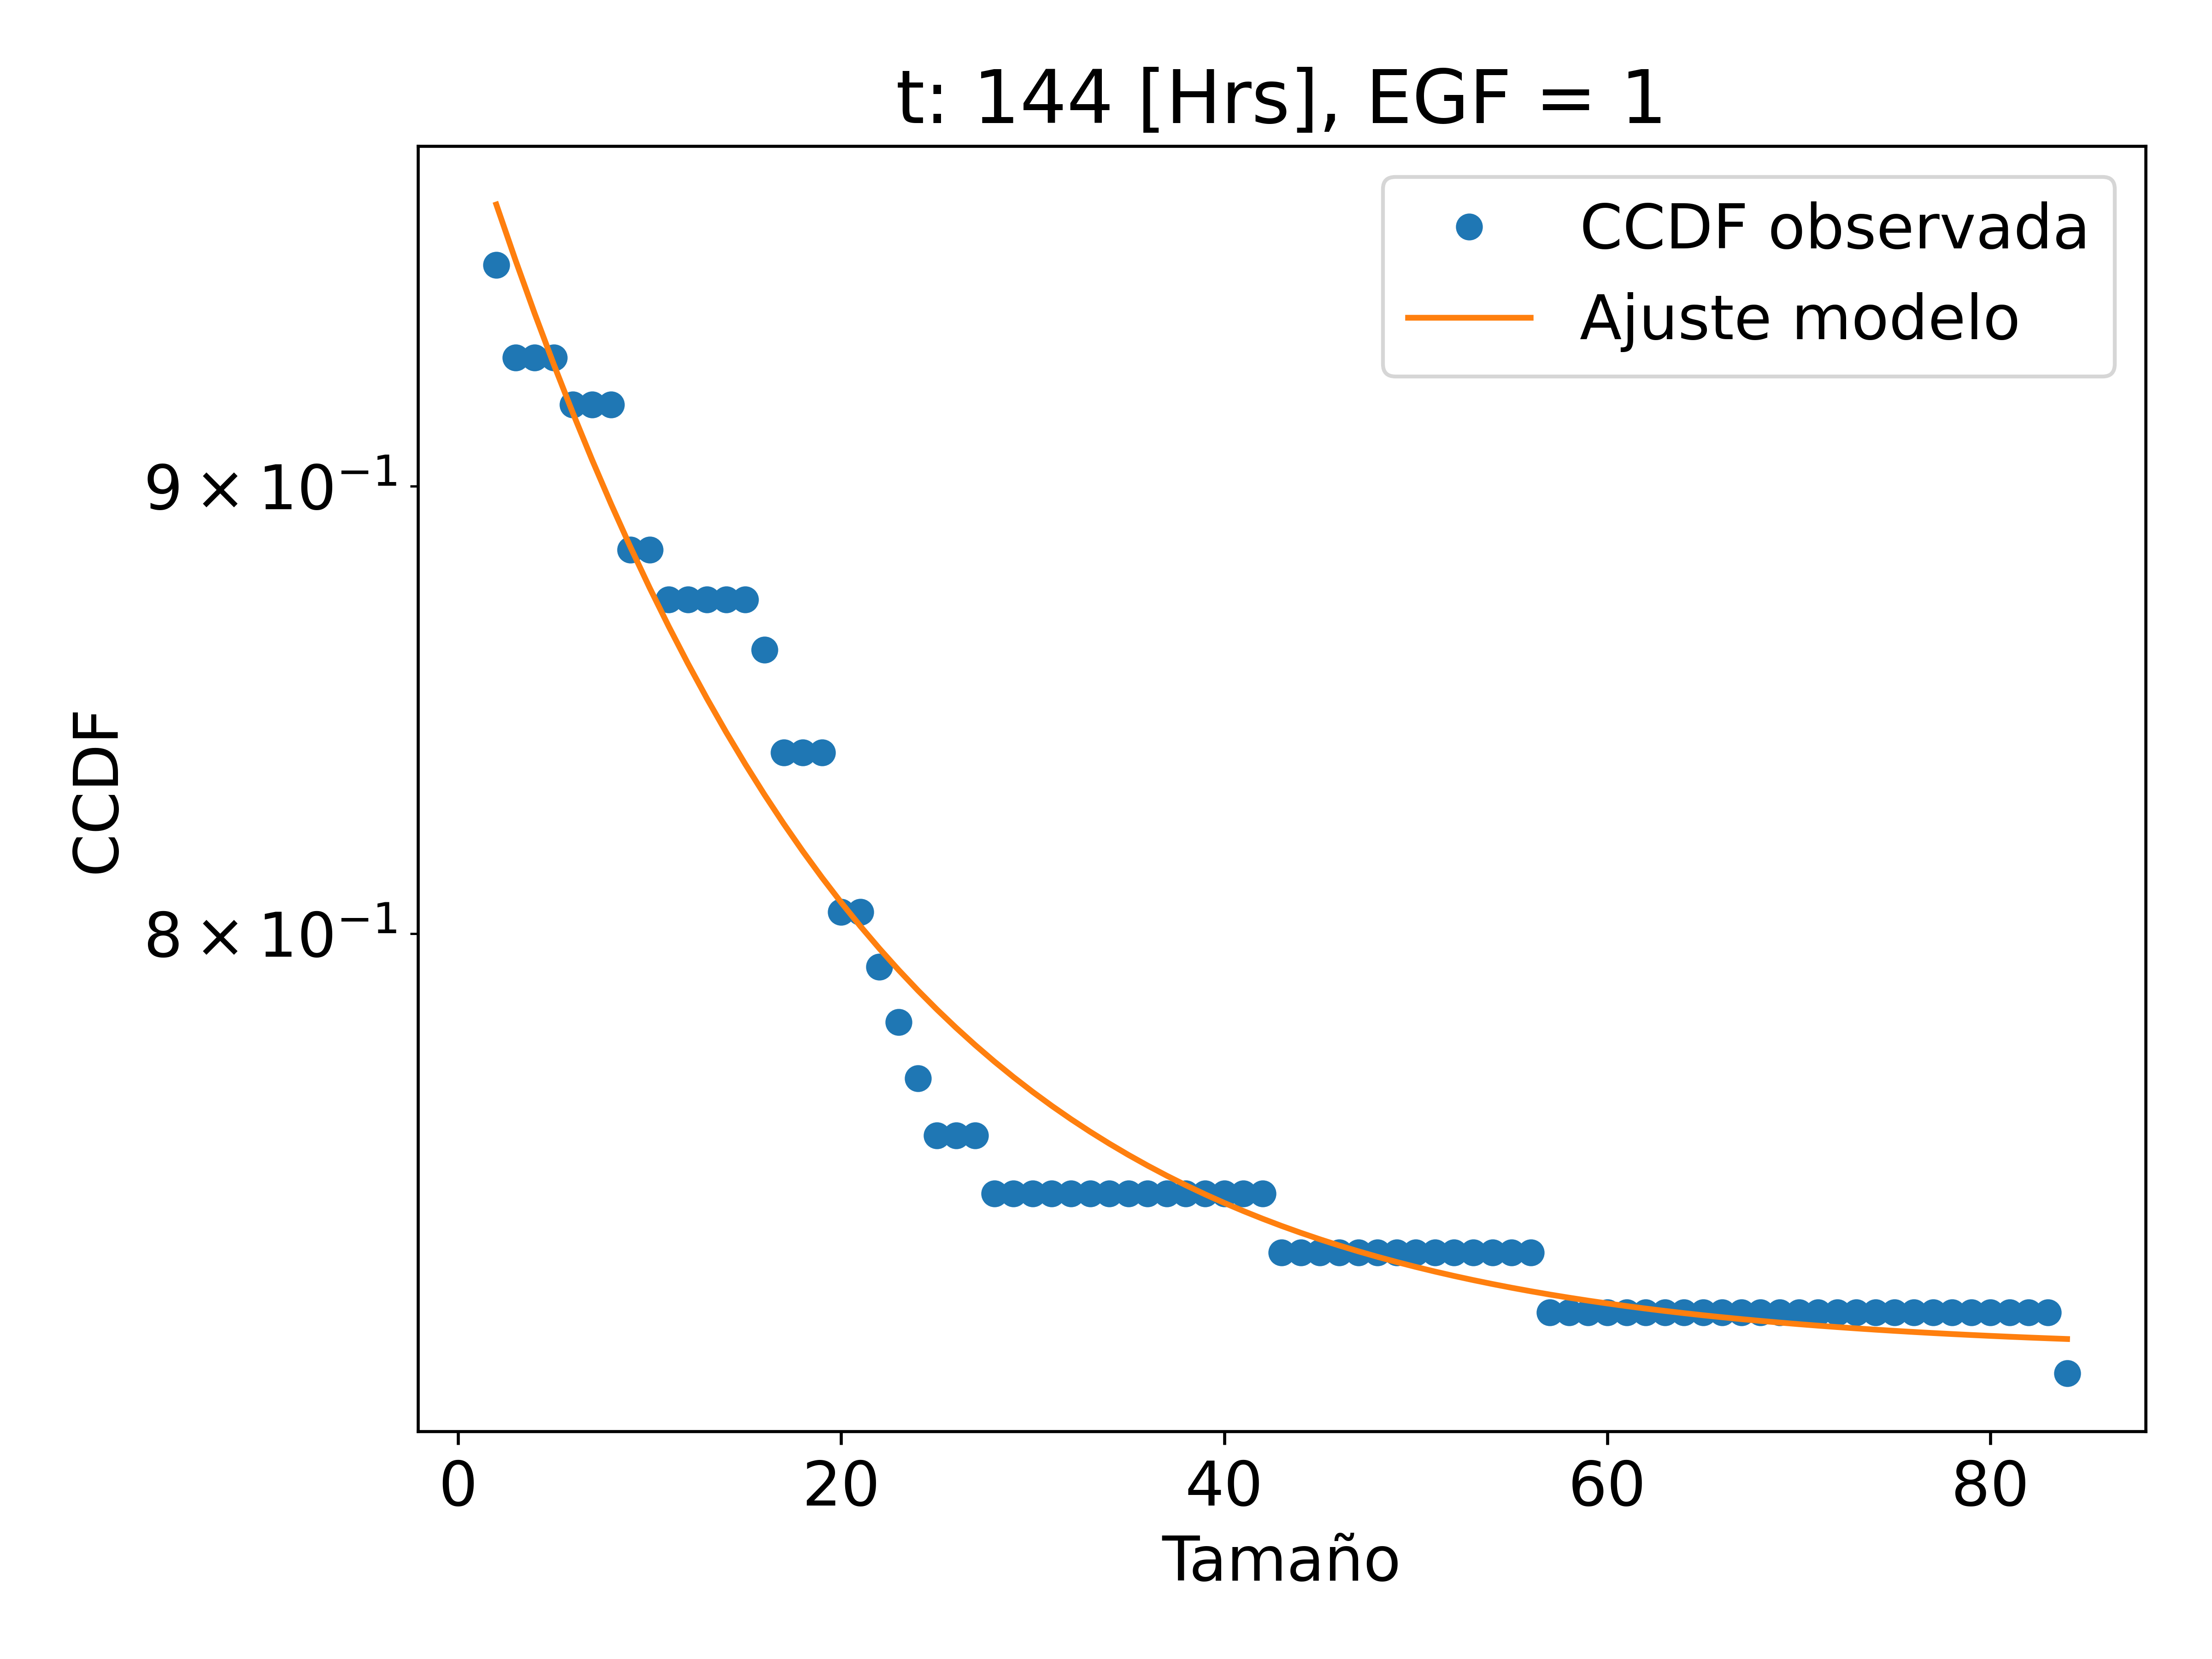 t: 144 [Hrs], EGF = 1
CCDF observada
Ajuste modelo
9 × 10⁻¹
8 × 10⁻¹
CCDF
0 20 40 60 80
Tamaño